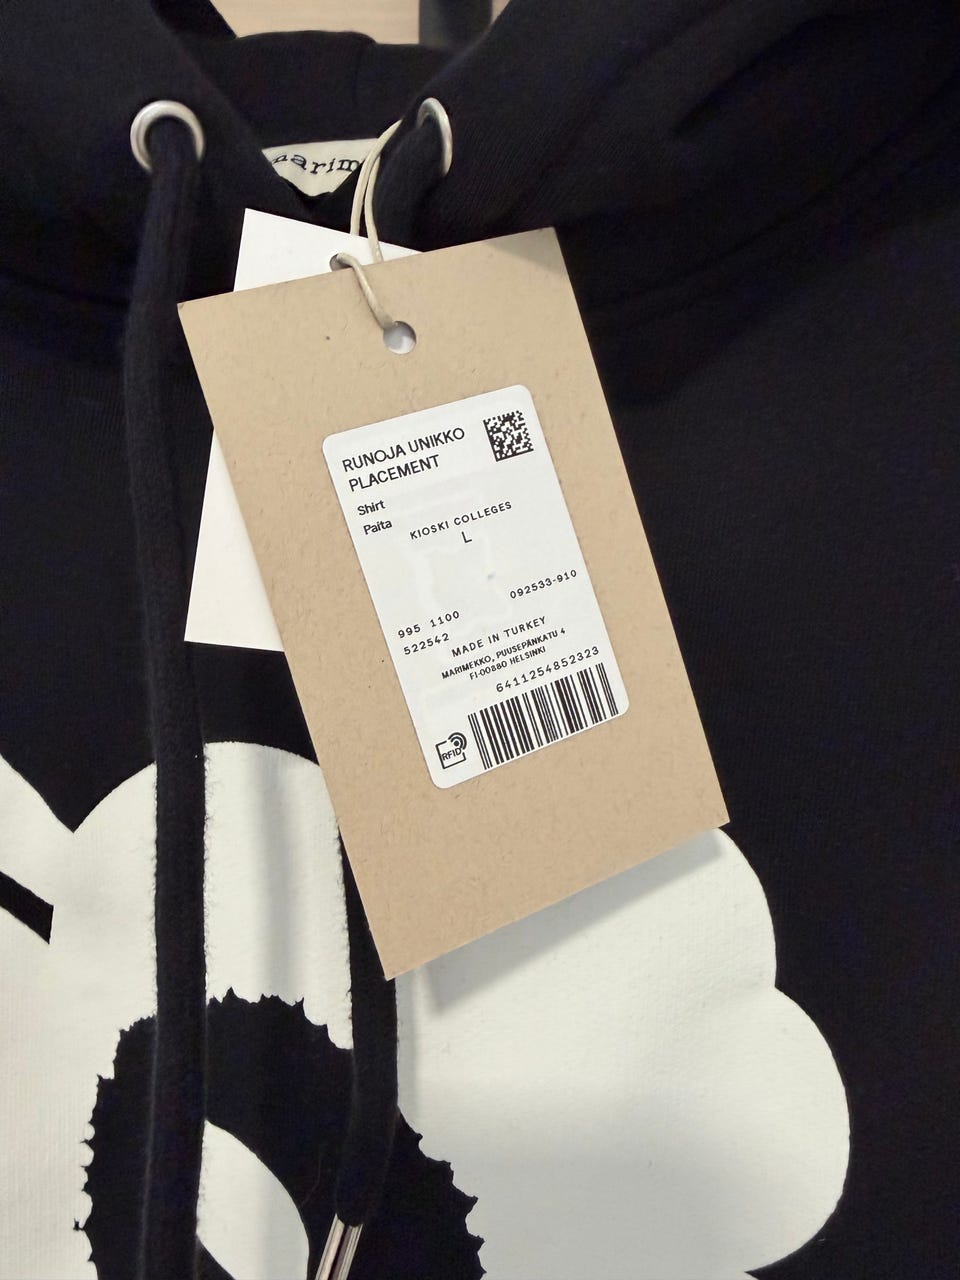 marim
RUNOJA UNIKKO
PLACEMENT
Shirt
Paita
KIOSKI COLLEGES
L
092533-910
995 1100
522542
MADE IN TURKEY
MARIMEKKO, PUUSEPÄNKATU 4
FI-00880 HELSINKI
6411254852323
RFID